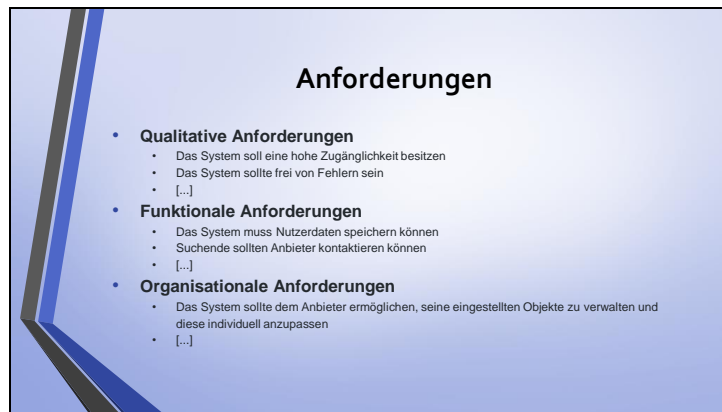 Anforderungen
• Qualitative Anforderungen
• Das System soll eine hohe Zugänglichkeit besitzen
• Das System sollte frei von Fehlern sein
• [...]
• Funktionale Anforderungen
• Das System muss Nutzerdaten speichern können
• Suchende sollten Anbieter kontaktieren können
• [...]
• Organisationale Anforderungen
• Das System sollte dem Anbieter ermöglichen, seine eingestellten Objekte zu verwalten und
diese individuell anzupassen
• [...]